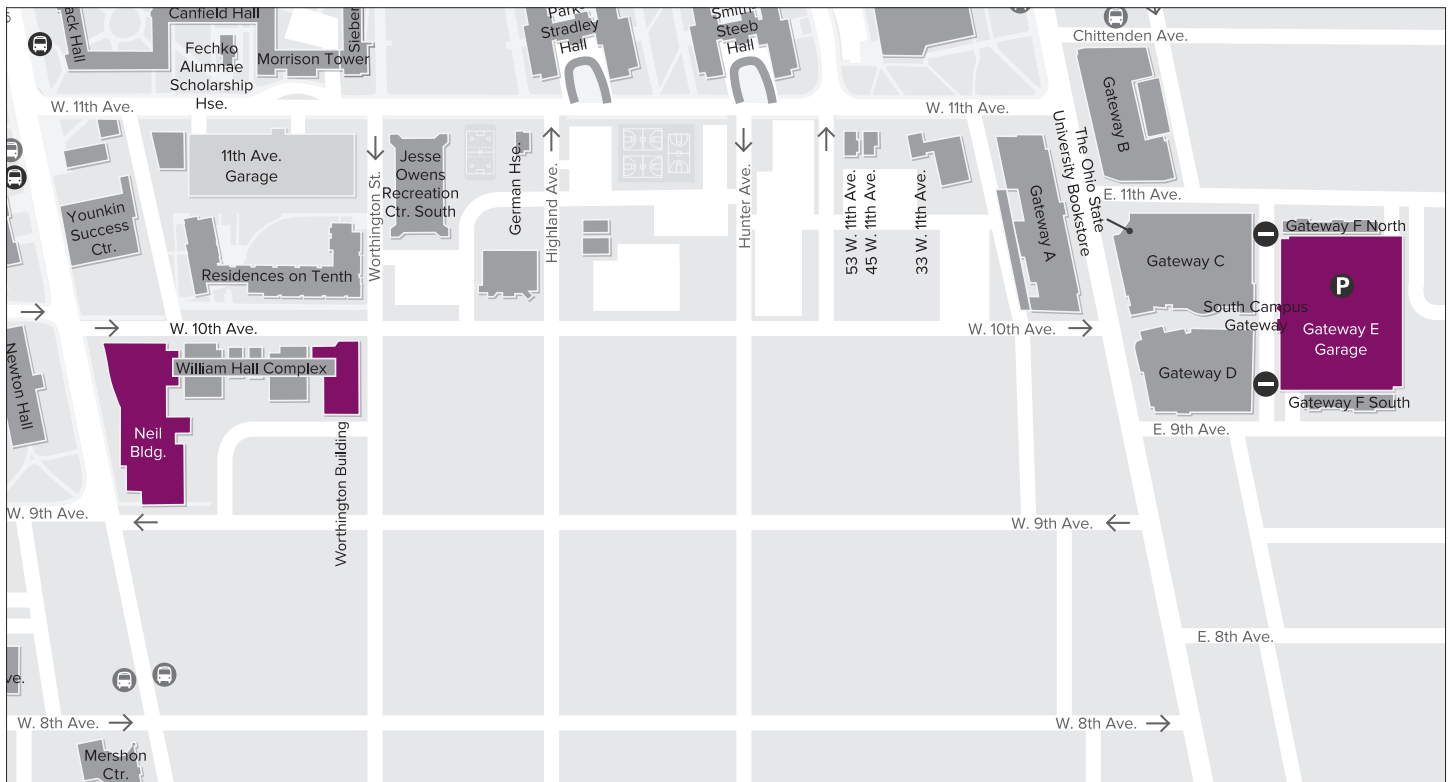 Canfield Hall
Fechko
Alumnae
Scholarship
Hse.
Morrison Tower
Sieber
Park-
Stradley
Hall
Smith-
Steeb
Hall
Chittenden Ave.
Gateway B
W. 11th Ave.
W. 11th Ave.
11th Ave.
Garage
Younkin
Success
Ctr.
Jesse
Owens
Recreation
Ctr. South
Worthington St.
German Hse.
Highland Ave.
Hunter Ave.
53 W. 11th Ave.
45 W. 11th Ave.
33 W. 11th Ave.
Gateway A
The Ohio State
University Bookstore
E. 11th Ave.
Gateway F North
Gateway C
P
South Campus
Gateway
Gateway E
Garage
Residences on Tenth
W. 10th Ave.
W. 10th Ave.
Newton Hall
William Hall Complex
Gateway D
Gateway F South
Neil
Bldg.
Worthington Building
E. 9th Ave.
W. 9th Ave.
W. 9th Ave.
E. 8th Ave.
ve.
W. 8th Ave.
W. 8th Ave.
Mershon
Ctr.